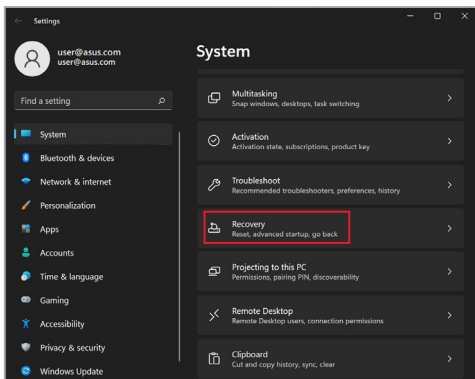 Settings
user@asus.com
user@asus.com
Find a setting
System
Bluetooth & devices
Network & internet
Personalization
Apps
Accounts
Time & language
Gaming
Accessibility
Privacy & security
Windows Update
System
Multitasking
Snap windows, desktops, task switching
Activation
Activation state, subscriptions, product key
Troubleshoot
Recommended troubleshooters, preferences, history
Recovery
Reset, advanced startup, go back
Projecting to this PC
Permissions, pairing PIN, discoverability
Remote Desktop
Remote Desktop users, connection permissions
Clipboard
Cut and copy history, sync, clear